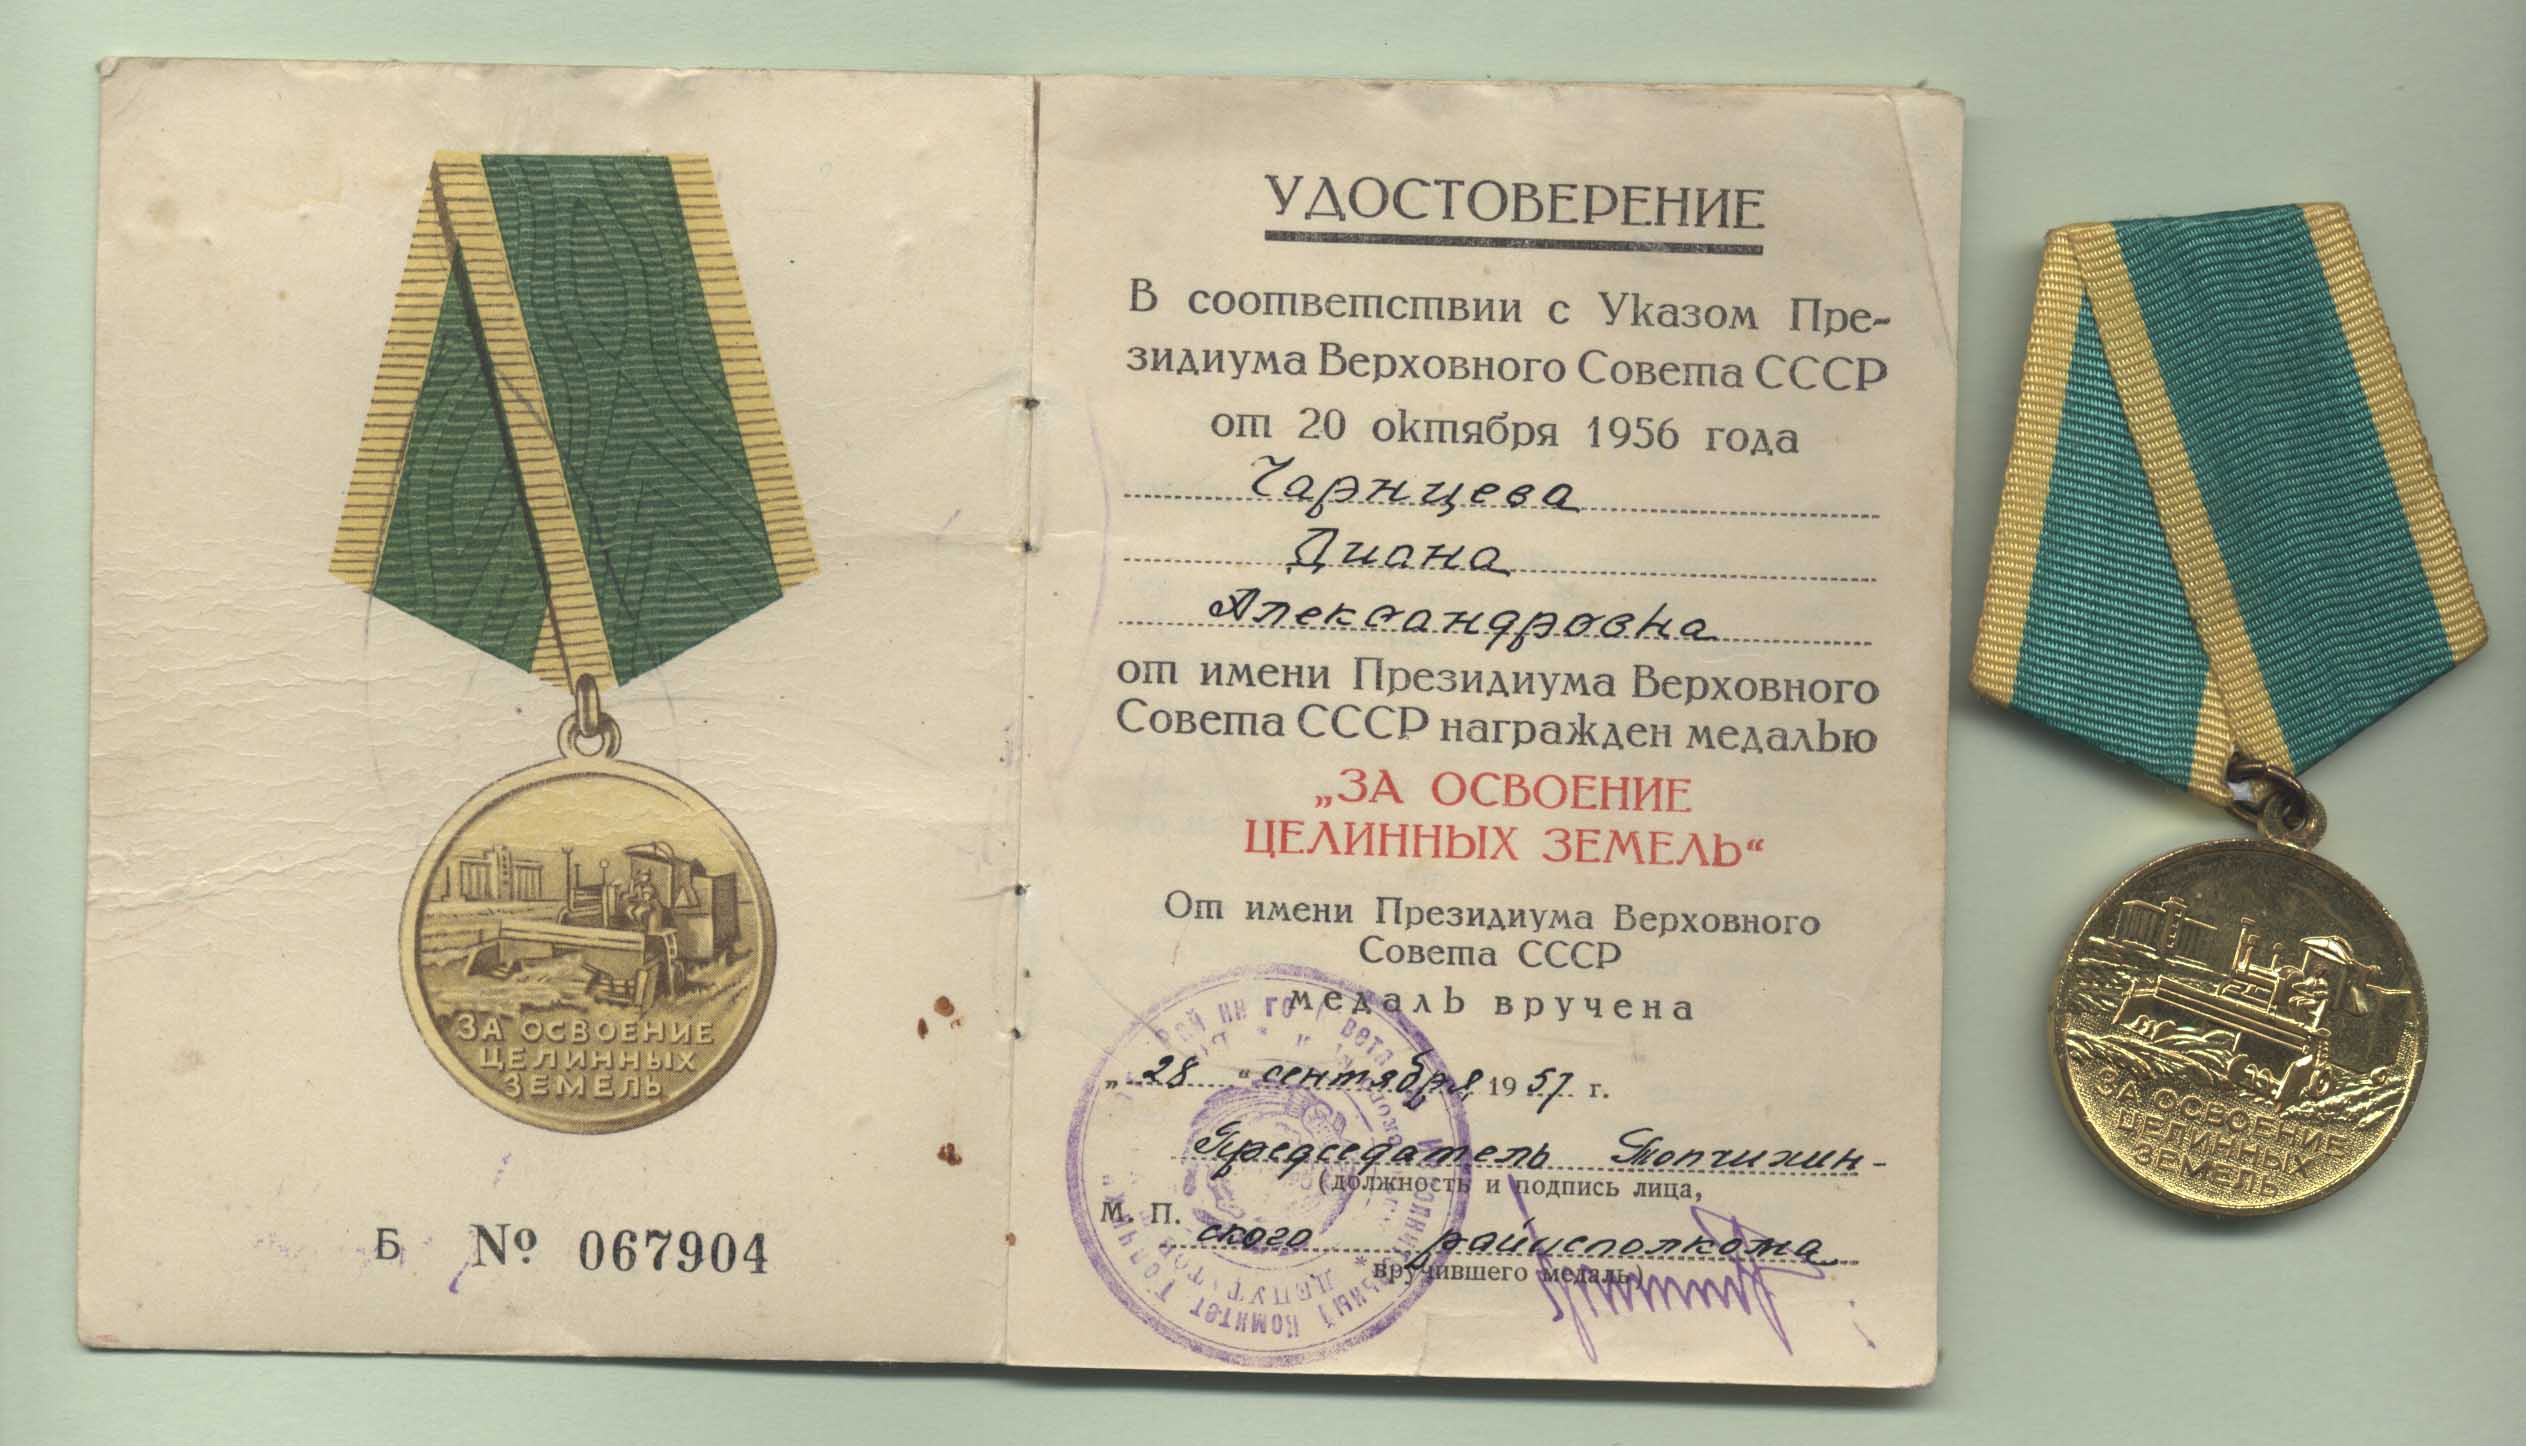 ЗА ОСВОЕНИЕ
ЦЕЛИННЫХ
ЗЕМЕЛЬ
Б № 067904
УДОСТОВЕРЕНИЕ
В соответствии с Указом Пре-
зидиума Верховного Совета СССР
от 20 октября 1956 года
Чарнцева
Диана
Александровна
от имени Президиума Верховного
Совета СССР награжден медалью
„ЗА ОСВОЕНИЕ
ЦЕЛИННЫХ ЗЕМЕЛЬ“
От имени Президиума Верховного
Совета СССР
медаль вручена
„28“ сентября 1957 г.
Председатель Топчихин-
(должность и подпись лица,
М. П.
ского райисполкома
вручившего медаль)
ЗА ОСВОЕНИЕ
ЦЕЛИННЫХ
ЗЕМЕЛЬ